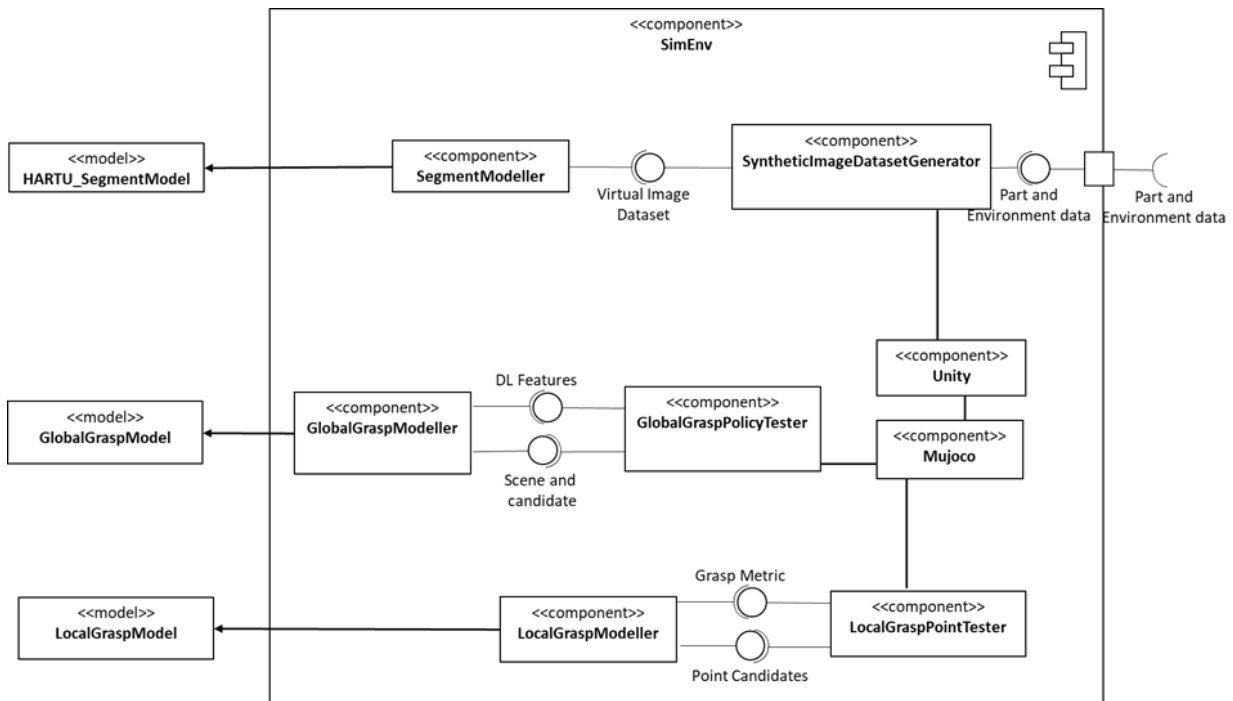 <<component>>
SimEnv
<<model>>
HARTU_SegmentModel
<<component>>
SegmentModeller
Virtual Image
Dataset
<<component>>
SyntheticImageDatasetGenerator
Part and
Environment data
Part and
Environment data
<<component>>
Unity
<<model>>
GlobalGraspModel
<<component>>
GlobalGraspModeller
DL Features
Scene and
candidate
<<component>>
GlobalGraspPolicyTester
<<component>>
Mujoco
<<model>>
LocalGraspModel
<<component>>
LocalGraspModeller
Grasp Metric
Point Candidates
<<component>>
LocalGraspPointTester